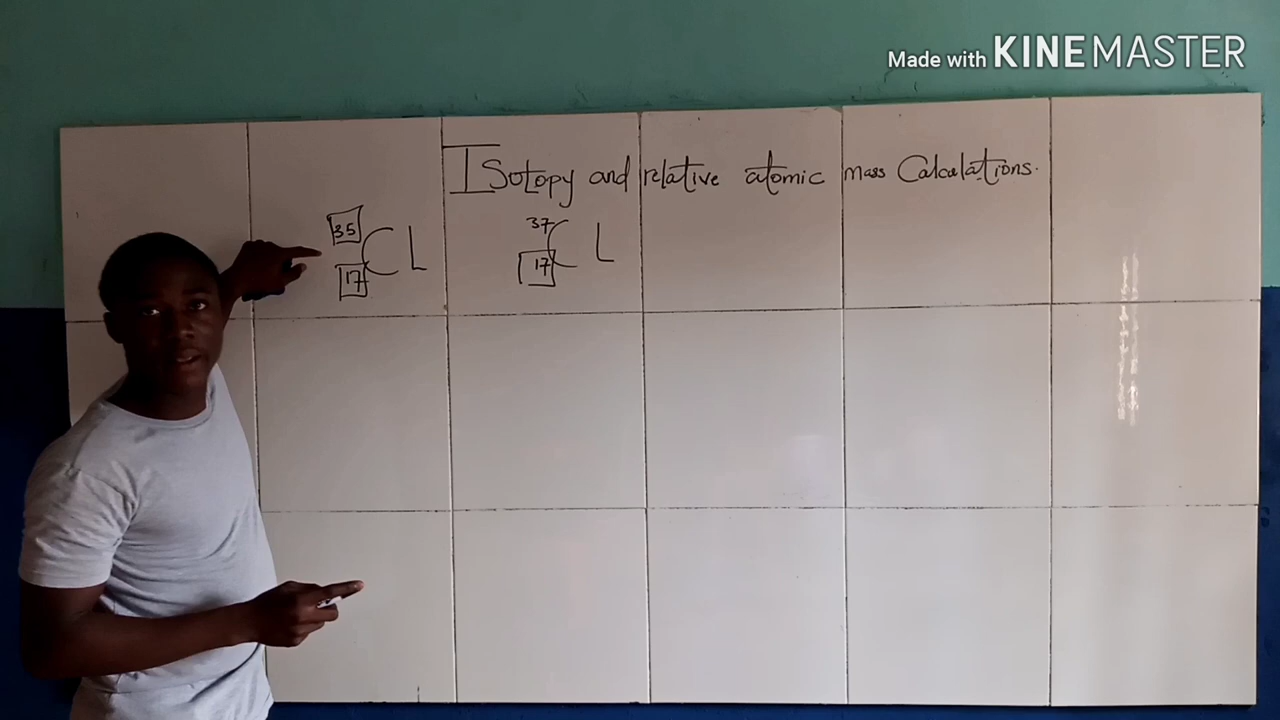 Made with KINEMASTER
Isotopy and relative atomic mass Calculations.
35 37
CL CL
17 17